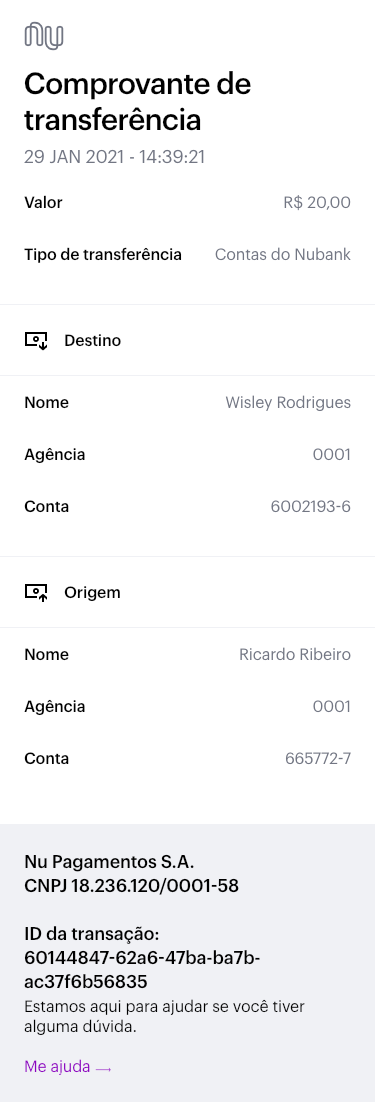 nu
Comprovante de
transferência
29 JAN 2021 - 14:39:21
Valor R$ 20,00
Tipo de transferência Contas do Nubank
Destino
Nome Wisley Rodrigues
Agência 0001
Conta 6002193-6
Origem
Nome Ricardo Ribeiro
Agência 0001
Conta 665772-7
Nu Pagamentos S.A.
CNPJ 18.236.120/0001-58
ID da transação:
60144847-62a6-47ba-ba7b-
ac37f6b56835
Estamos aqui para ajudar se você tiver
alguma dúvida.
Me ajuda →